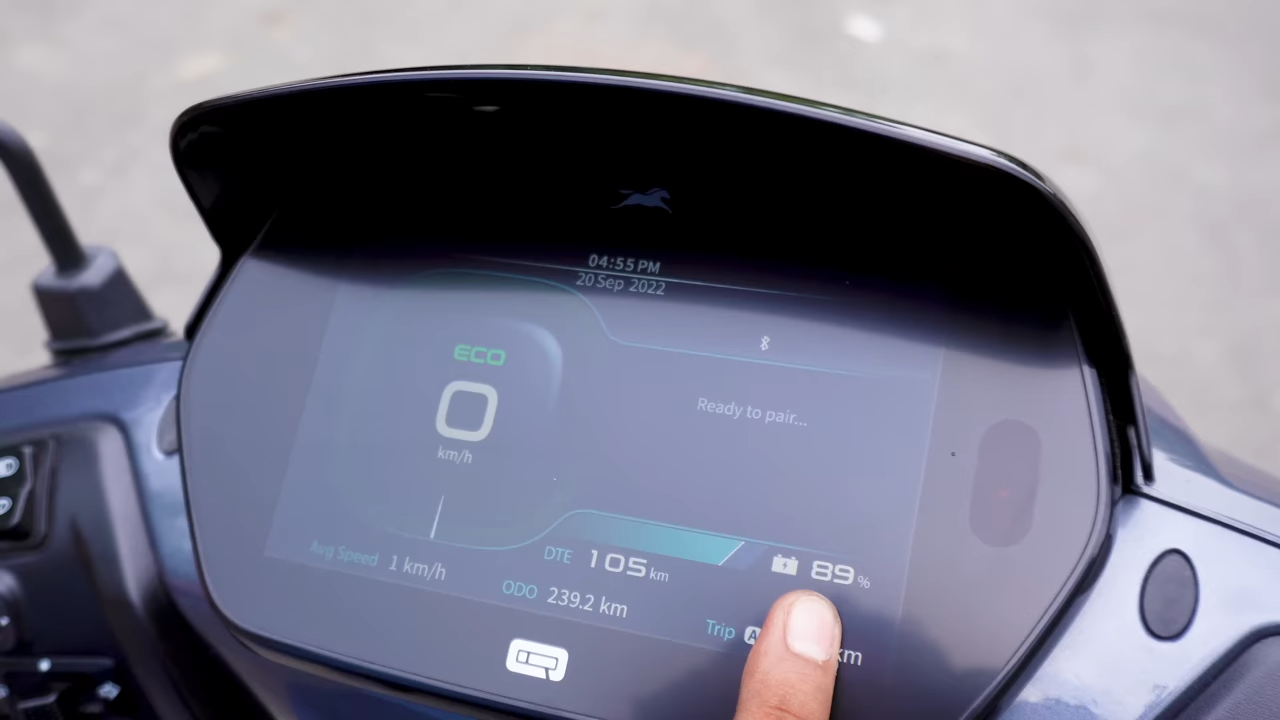 04:55 PM
20 Sep 2022
ECO
0
km/h
Ready to pair...
Avg Speed 1 km/h
DTE 105 km
89 %
ODO 239.2 km
Trip A km